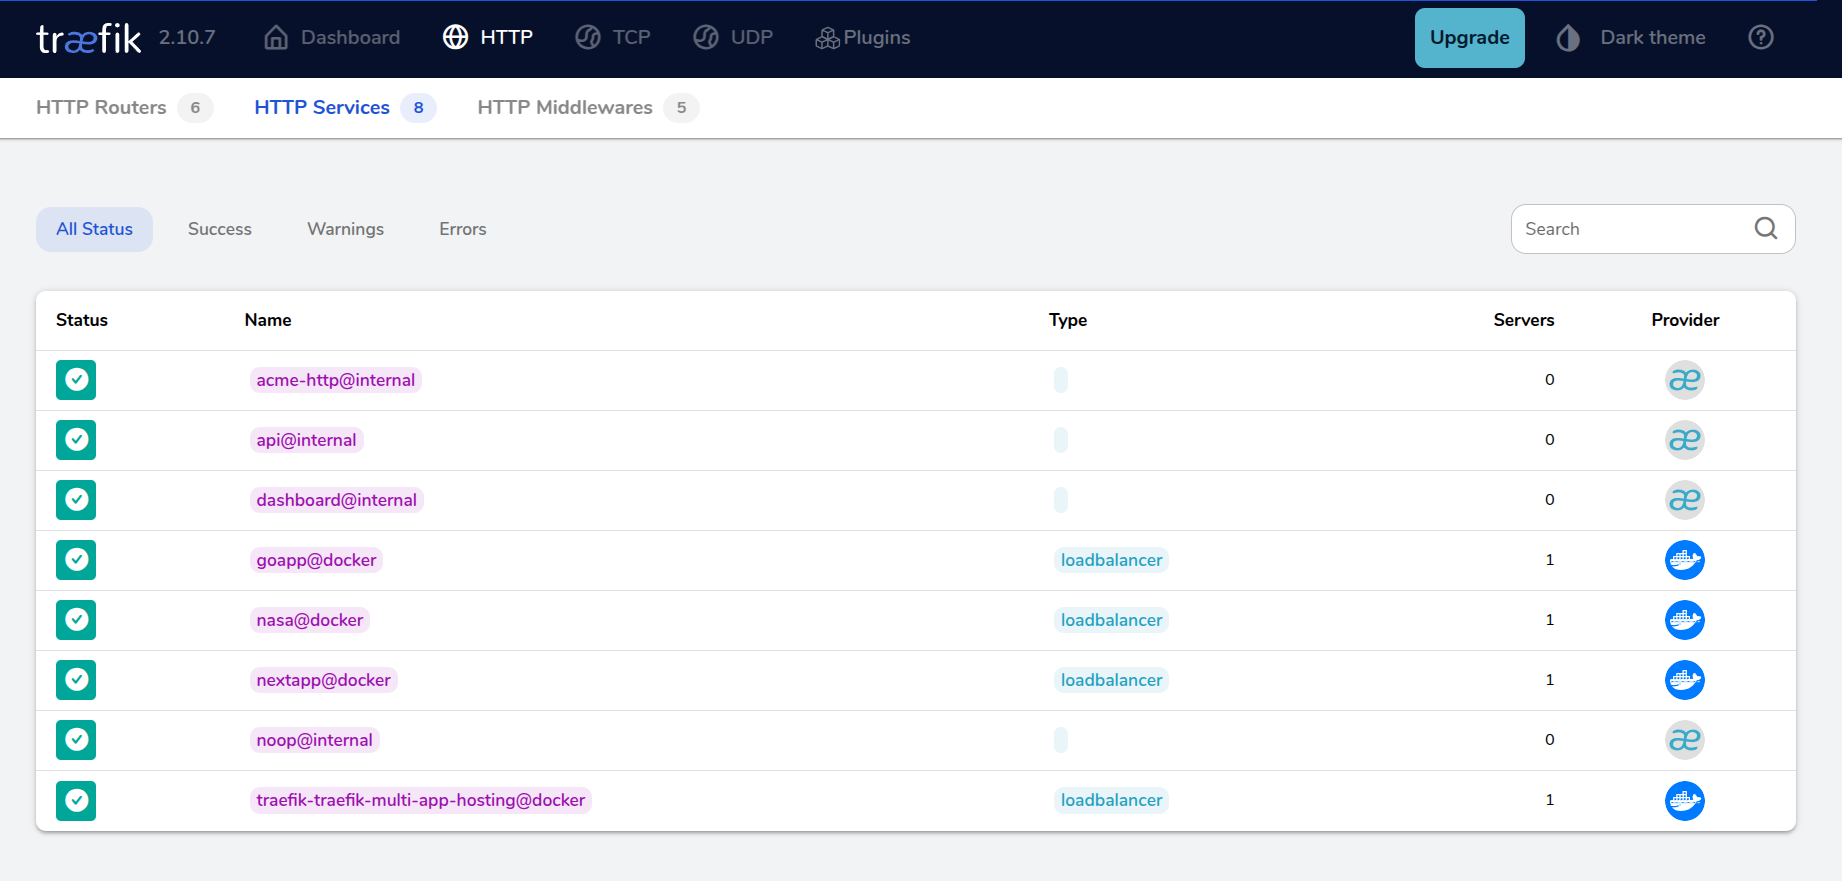 træfik 2.10.7 Dashboard HTTP TCP UDP Plugins Upgrade Dark theme
HTTP Routers 6 HTTP Services 8 HTTP Middlewares 5
All Status Success Warnings Errors Search
Status Name Type Servers Provider
acme-http@internal 0 æ
api@internal 0 æ
dashboard@internal 0 æ
goapp@docker loadbalancer 1
nasa@docker loadbalancer 1
nextapp@docker loadbalancer 1
noop@internal 0 æ
traefik-traefik-multi-app-hosting@docker loadbalancer 1